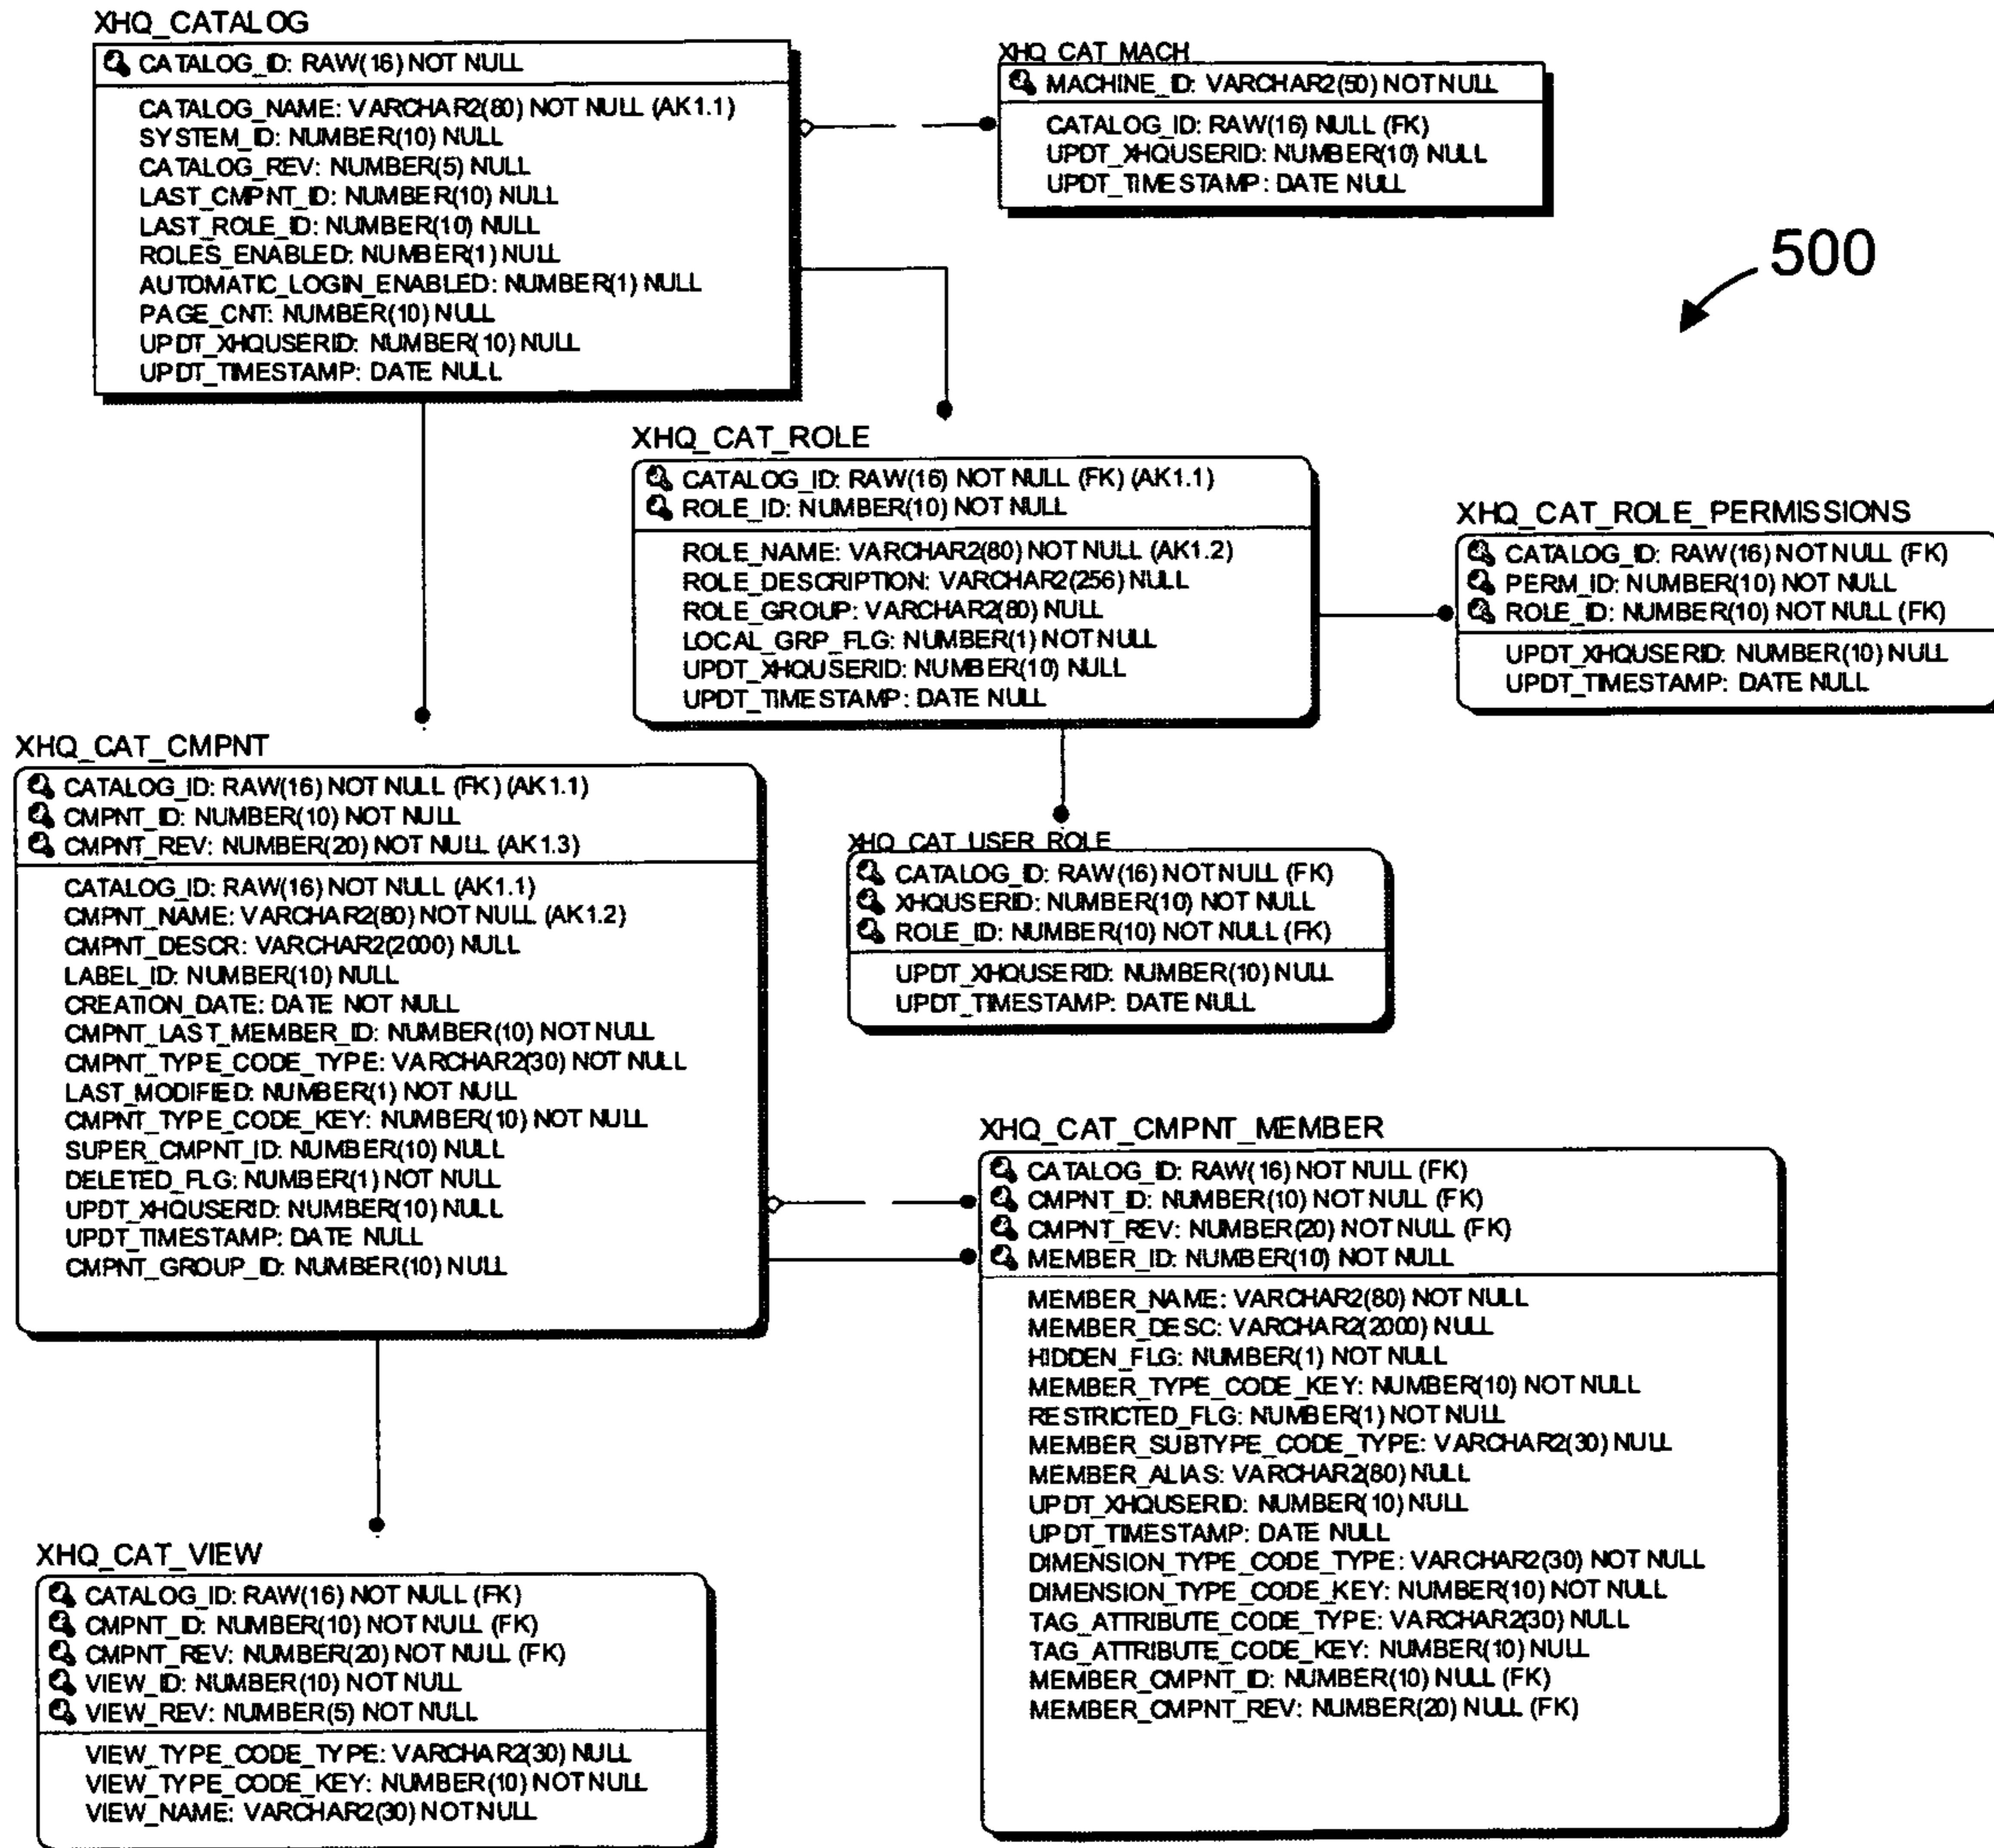 XHQ_CATALOG
CATALOG_ID: RAW(16) NOT NULL
CATALOG_NAME: VARCHAR2(80) NOT NULL (AK1.1)
SYSTEM_ID: NUMBER(10) NULL
CATALOG_REV: NUMBER(5) NULL
LAST_CMPNT_ID: NUMBER(10) NULL
LAST_ROLE_ID: NUMBER(10) NULL
ROLES_ENABLED: NUMBER(1) NULL
AUTOMATIC_LOGIN_ENABLED: NUMBER(1) NULL
PAGE_CNT: NUMBER(10) NULL
UPDT_XHQUSERID: NUMBER(10) NULL
UPDT_TIMESTAMP: DATE NULL
XHQ_CAT_MACH
MACHINE_ID: VARCHAR2(50) NOT NULL
CATALOG_ID: RAW(16) NULL (FK)
UPDT_XHQUSERID: NUMBER(10) NULL
UPDT_TIMESTAMP: DATE NULL
500
XHQ_CAT_ROLE
CATALOG_ID: RAW(16) NOT NULL (FK) (AK1.1)
ROLE_ID: NUMBER(10) NOT NULL
ROLE_NAME: VARCHAR2(80) NOT NULL (AK1.2)
ROLE_DESCRIPTION: VARCHAR2(256) NULL
ROLE_GROUP: VARCHAR2(80) NULL
LOCAL_GRP_FLG: NUMBER(1) NOT NULL
UPDT_XHQUSERID: NUMBER(10) NULL
UPDT_TIMESTAMP: DATE NULL
XHQ_CAT_ROLE_PERMISSIONS
CATALOG_ID: RAW(16) NOT NULL (FK)
PERM_ID: NUMBER(10) NOT NULL
ROLE_ID: NUMBER(10) NOT NULL (FK)
UPDT_XHQUSERID: NUMBER(10) NULL
UPDT_TIMESTAMP: DATE NULL
XHQ_CAT_CMPNT
CATALOG_ID: RAW(16) NOT NULL (FK) (AK1.1)
CMPNT_ID: NUMBER(10) NOT NULL
CMPNT_REV: NUMBER(20) NOT NULL (AK1.3)
CATALOG_ID: RAW(16) NOT NULL (AK1.1)
CMPNT_NAME: VARCHAR2(80) NOT NULL (AK1.2)
CMPNT_DESCR: VARCHAR2(2000) NULL
LABEL_ID: NUMBER(10) NULL
CREATION_DATE: DATE NOT NULL
CMPNT_LAST_MEMBER_ID: NUMBER(10) NOT NULL
CMPNT_TYPE_CODE_TYPE: VARCHAR2(30) NOT NULL
LAST_MODIFIED: NUMBER(1) NOT NULL
CMPNT_TYPE_CODE_KEY: NUMBER(10) NOT NULL
SUPER_CMPNT_ID: NUMBER(10) NULL
DELETED_FLG: NUMBER(1) NOT NULL
UPDT_XHQUSERID: NUMBER(10) NULL
UPDT_TIMESTAMP: DATE NULL
CMPNT_GROUP_ID: NUMBER(10) NULL
XHQ_CAT_USER_ROLE
CATALOG_ID: RAW(16) NOT NULL (FK)
XHQUSERID: NUMBER(10) NOT NULL
ROLE_ID: NUMBER(10) NOT NULL (FK)
UPDT_XHQUSERID: NUMBER(10) NULL
UPDT_TIMESTAMP: DATE NULL
XHQ_CAT_CMPNT_MEMBER
CATALOG_ID: RAW(16) NOT NULL (FK)
CMPNT_ID: NUMBER(10) NOT NULL (FK)
CMPNT_REV: NUMBER(20) NOT NULL (FK)
MEMBER_ID: NUMBER(10) NOT NULL
MEMBER_NAME: VARCHAR2(80) NOT NULL
MEMBER_DESC: VARCHAR2(2000) NULL
HIDDEN_FLG: NUMBER(1) NOT NULL
MEMBER_TYPE_CODE_KEY: NUMBER(10) NOT NULL
RESTRICTED_FLG: NUMBER(1) NOT NULL
MEMBER_SUBTYPE_CODE_TYPE: VARCHAR2(30) NULL
MEMBER_ALIAS: VARCHAR2(80) NULL
UPDT_XHQUSERID: NUMBER(10) NULL
UPDT_TIMESTAMP: DATE NULL
DIMENSION_TYPE_CODE_TYPE: VARCHAR2(30) NOT NULL
DIMENSION_TYPE_CODE_KEY: NUMBER(10) NOT NULL
TAG_ATTRIBUTE_CODE_TYPE: VARCHAR2(30) NULL
TAG_ATTRIBUTE_CODE_KEY: NUMBER(10) NULL
MEMBER_CMPNT_ID: NUMBER(10) NULL (FK)
MEMBER_CMPNT_REV: NUMBER(20) NULL (FK)
XHQ_CAT_VIEW
CATALOG_ID: RAW(16) NOT NULL (FK)
CMPNT_ID: NUMBER(10) NOT NULL (FK)
CMPNT_REV: NUMBER(20) NOT NULL (FK)
VIEW_ID: NUMBER(10) NOT NULL
VIEW_REV: NUMBER(5) NOT NULL
VIEW_TYPE_CODE_TYPE: VARCHAR2(30) NULL
VIEW_TYPE_CODE_KEY: NUMBER(10) NOT NULL
VIEW_NAME: VARCHAR2(30) NOT NULL